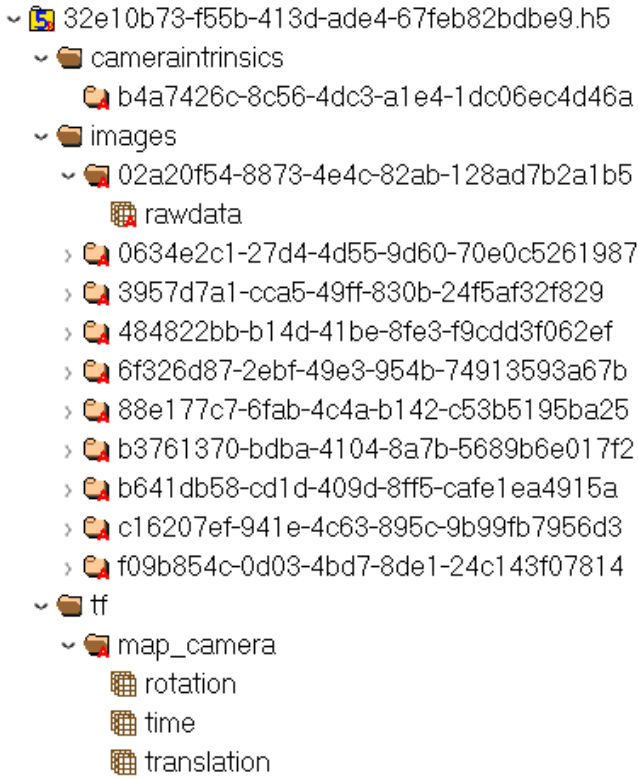 32e10b73-f55b-413d-ade4-67feb82bdbe9.h5
cameraintrinsics
b4a7426c-8c56-4dc3-a1e4-1dc06ec4d46a
images
02a20f54-8873-4e4c-82ab-128ad7b2a1b5
rawdata
0634e2c1-27d4-4d55-9d60-70e0c5261987
3957d7a1-cca5-49ff-830b-24f5af32f829
484822bb-b14d-41be-8fe3-f9cdd3f062ef
6f326d87-2ebf-49e3-954b-74913593a67b
88e177c7-6fab-4c4a-b142-c53b5195ba25
b3761370-bdba-4104-8a7b-5689b6e017f2
b641db58-cd1d-409d-8ff5-cafe1ea4915a
c16207ef-941e-4c63-895c-9b99fb7956d3
f09b854c-0d03-4bd7-8de1-24c143f07814
tf
map_camera
rotation
time
translation